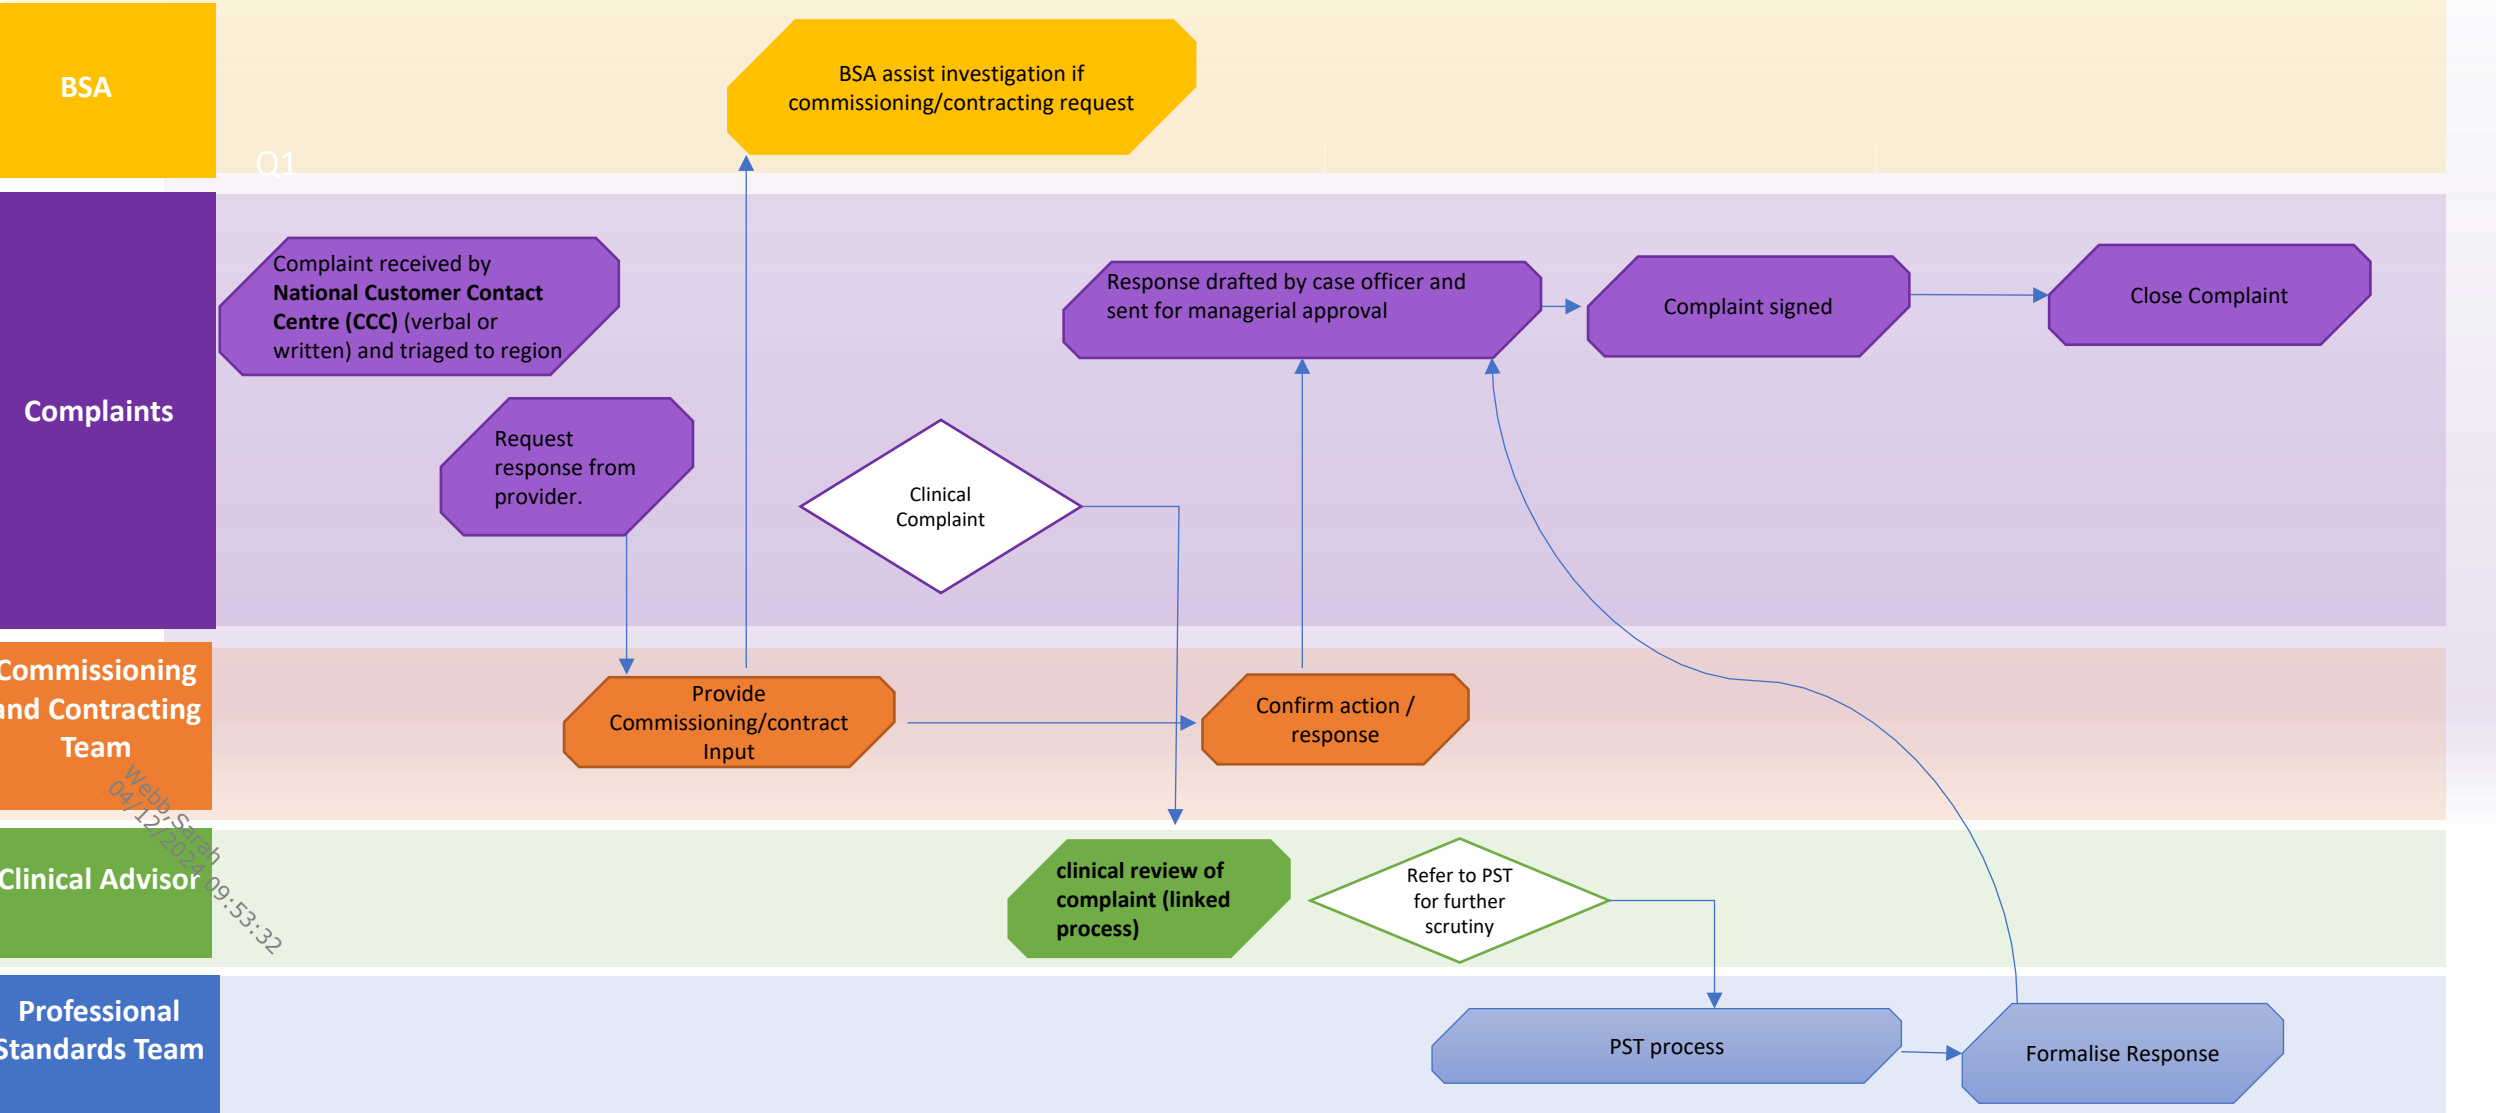 BSA
BSA assist investigation if
commissioning/contracting request
Q1
Complaints
Complaint received by
National Customer Contact
Centre (CCC) (verbal or
written) and triaged to region
Response drafted by case officer and
sent for managerial approval
Complaint signed
Close Complaint
Request
response from
provider.
Clinical
Complaint
Commissioning
and Contracting
Team
Provide
Commissioning/contract
Input
Confirm action /
response
Webb,Sarah
04/12/2024 09:53:32
Clinical Advisor
clinical review of
complaint (linked
process)
Refer to PST
for further
scrutiny
Professional
Standards Team
PST process
Formalise Response